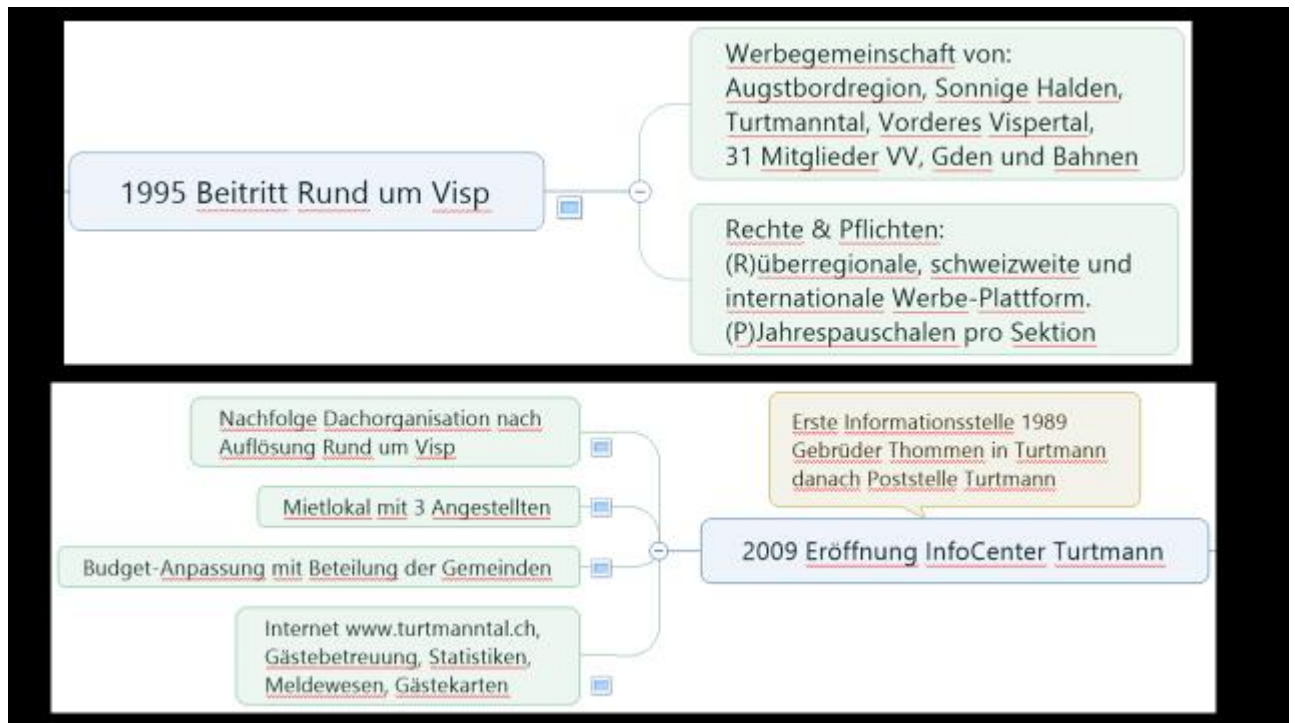 1995 Beitritt Rund um Visp
Werbegemeinschaft von:
Augstbordregion, Sonnige Halden,
Turtmanntal, Vorderes Vispertal,
31 Mitglieder VV, Gden und Bahnen
Rechte & Pflichten:
(R)überregionale, schweizweite und
internationale Werbe-Plattform.
(P)Jahrespauschalen pro Sektion
Nachfolge Dachorganisation nach
Auflösung Rund um Visp
Mietlokal mit 3 Angestellten
Budget-Anpassung mit Beteilung der Gemeinden
Internet www.turtmanntal.ch,
Gästebetreuung, Statistiken,
Meldewesen, Gästekarten
Erste Informationsstelle 1989
Gebrüder Thommen in Turtmann
danach Poststelle Turtmann
2009 Eröffnung InfoCenter Turtmann